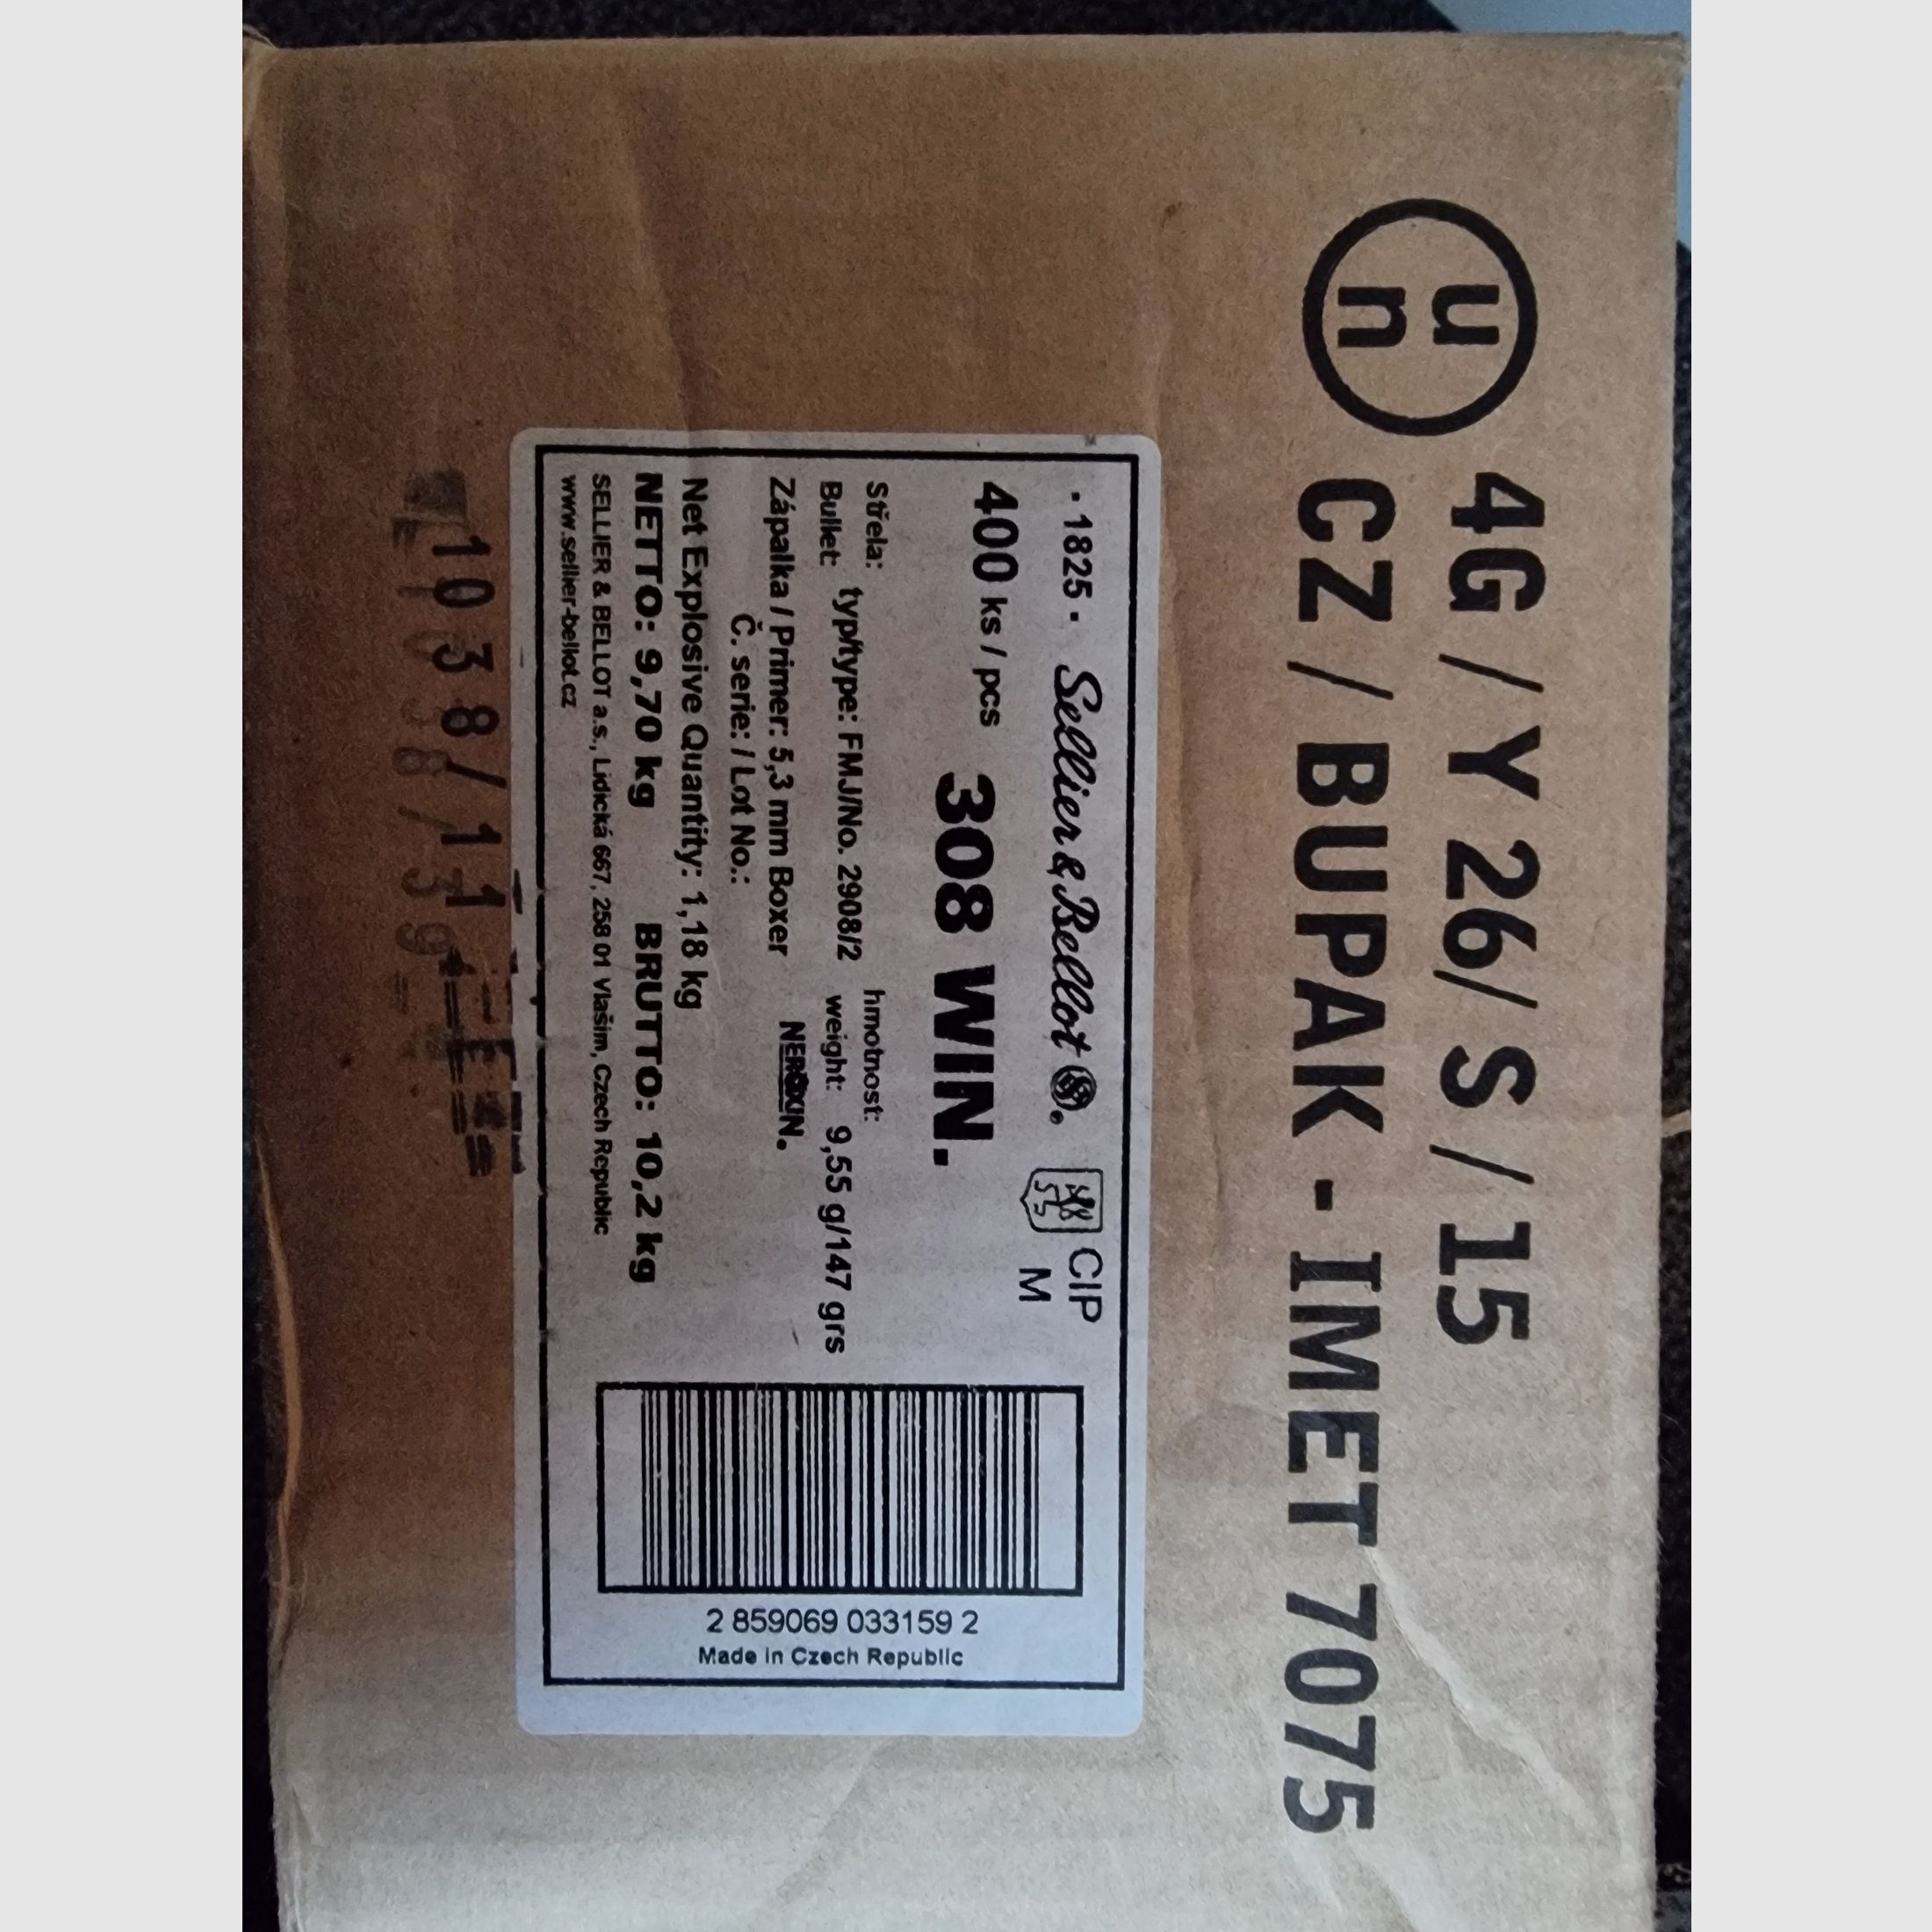 un
4G / Y 26/ S / 15
CZ / BUPAK - IMET 7075
· 1825 · Sellier & Bellot
CIP
M
400 ks / pcs 308 WIN.
Střela: hmotnost:
Bullet: typ/type: FMJ/No. 2908/2 weight: 9,55 g/147 grs
Zápalka / Primer: 5,3 mm Boxer NEROXIN.
Č. serie: / Lot No.:
Net Explosive Quantity: 1,18 kg
NETTO: 9,70 kg BRUTTO: 10,2 kg
SELLIER & BELLOT a.s., Lidická 667, 258 01 Vlašim, Czech Republic
www.sellier-bellot.cz
2 859069 033159 2
Made in Czech Republic
1038/11